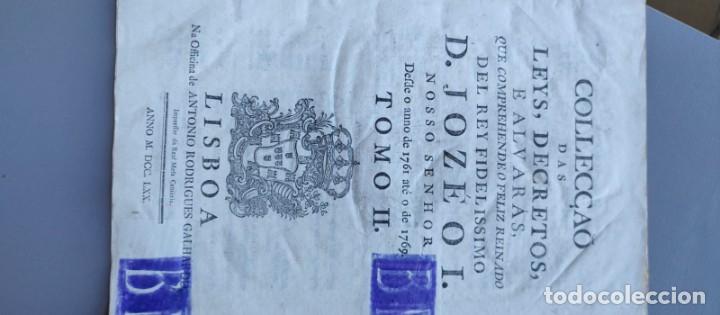 COLLECÇAÕ
DAS
LEYS, DECRETOS,
E ALVARÁS,
QUE COMPREHENDE O FELIZ REINADO
DEL REY FIDELISSIMO
D. JOZÉ O I.
NOSSO SENHOR
Desde o anno de 1761 até o de 1769.
TOMO II.
LISBOA
Na Officina de ANTONIO RODRIGUES
Impressor da Real Meza Censoria.
ANNO M. DCC. LXX.
B
B
todocoleccion